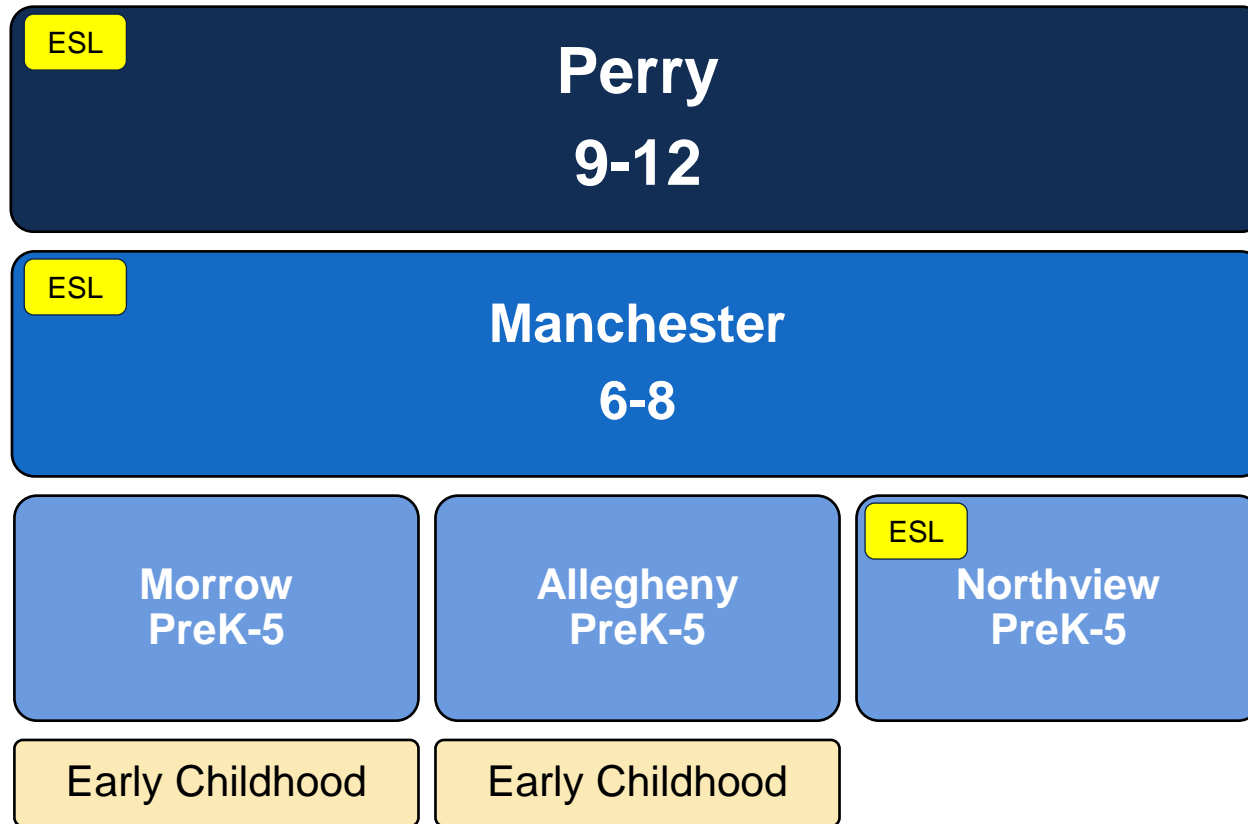 ESL
Perry
9-12
ESL
Manchester
6-8
Morrow
PreK-5
Allegheny
PreK-5
ESL
Northview
PreK-5
Early Childhood
Early Childhood